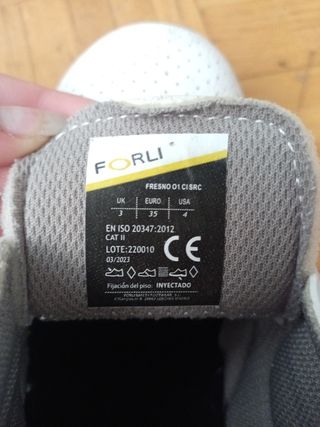 FORLI
FRESNO O1 CI SRC
UK EURO USA
3 35 4
EN ISO 20347:2012
CAT II
LOTE:220010
03/2023
CE
Fijación del piso: INYECTADO